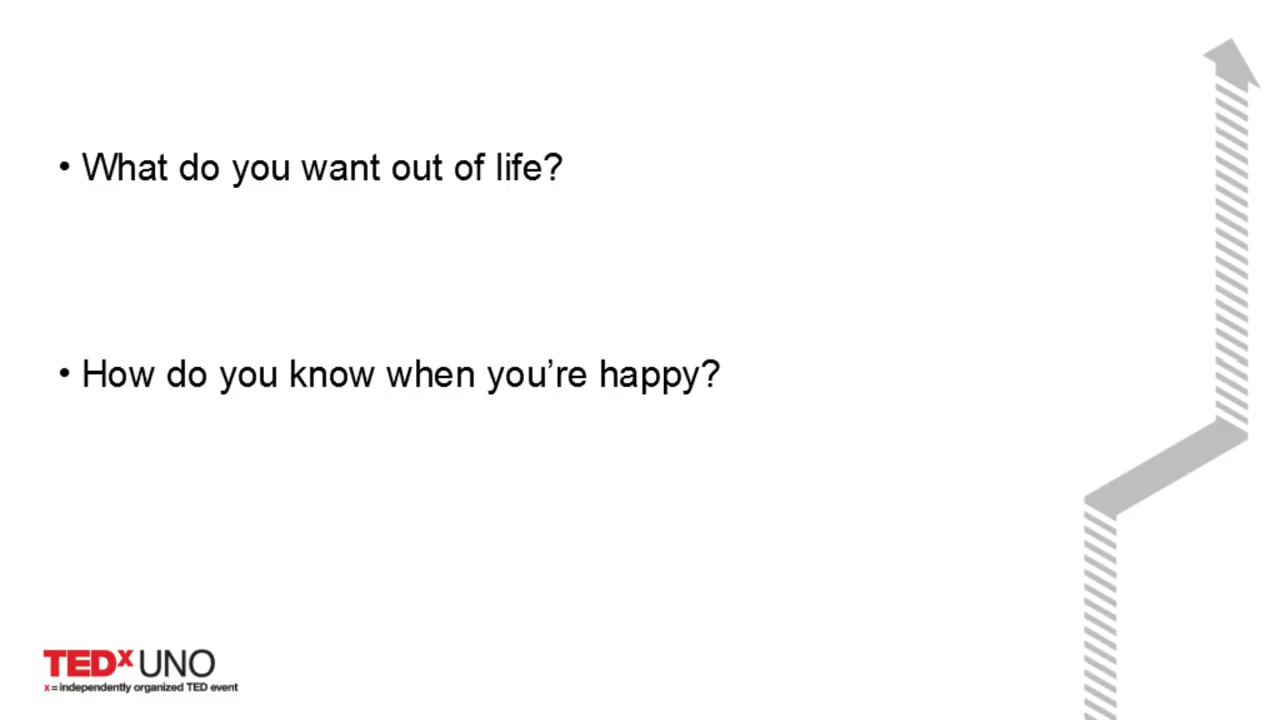 • What do you want out of life?
• How do you know when you’re happy?
TEDx UNO
x = independently organized TED event